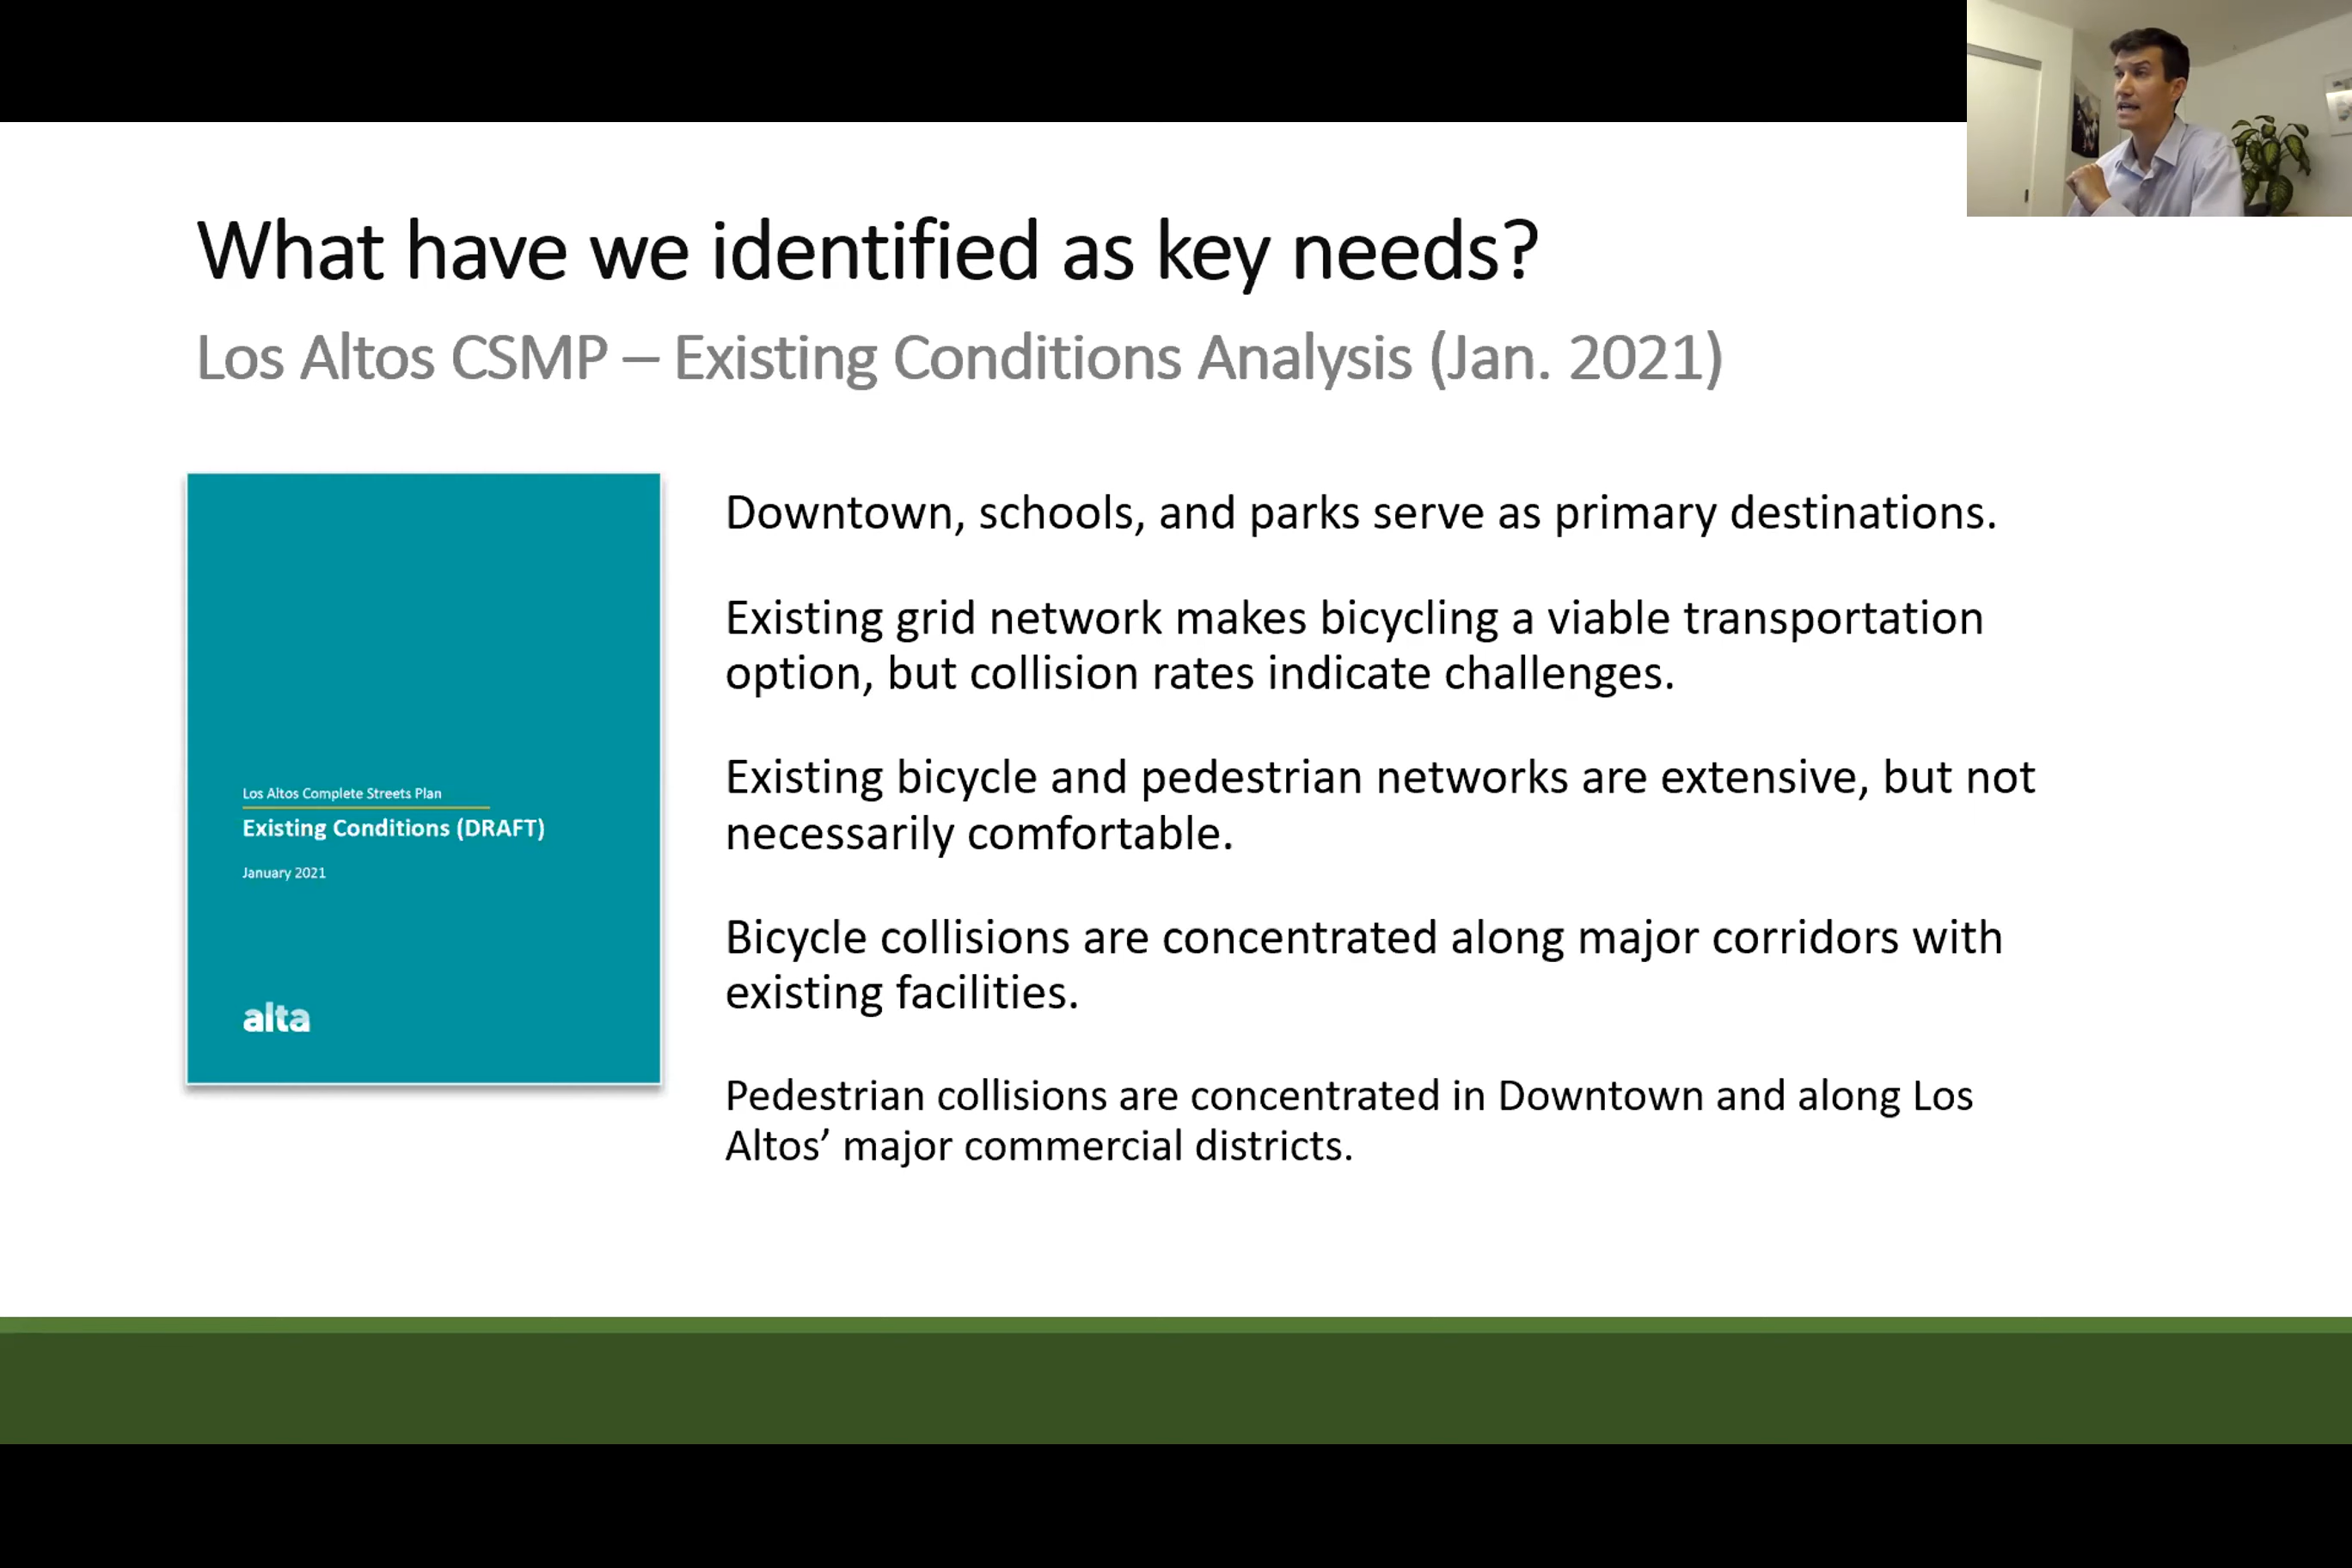 What have we identified as key needs?
Los Altos CSMP – Existing Conditions Analysis (Jan. 2021)
Los Altos Complete Streets Plan
Existing Conditions (DRAFT)
January 2021
alta
Downtown, schools, and parks serve as primary destinations.
Existing grid network makes bicycling a viable transportation
option, but collision rates indicate challenges.
Existing bicycle and pedestrian networks are extensive, but not
necessarily comfortable.
Bicycle collisions are concentrated along major corridors with
existing facilities.
Pedestrian collisions are concentrated in Downtown and along Los
Altos’ major commercial districts.